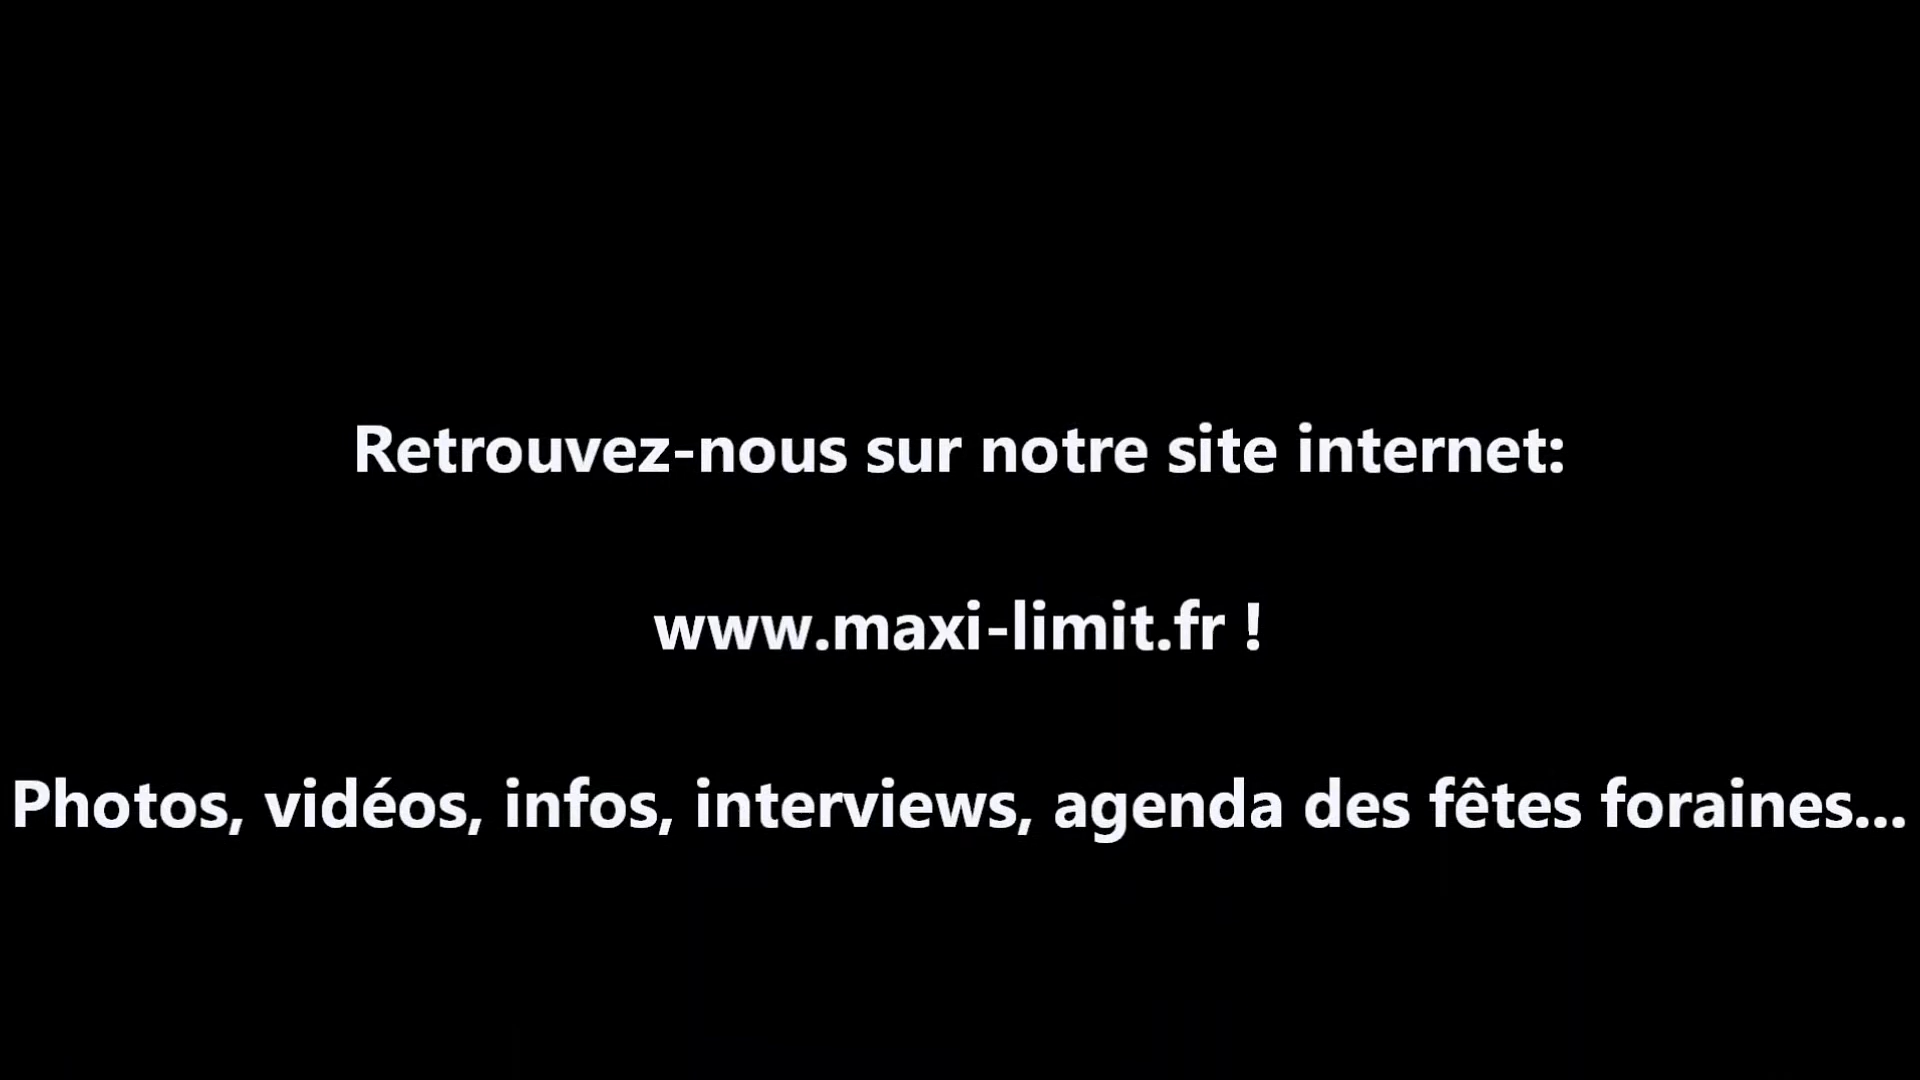 Retrouvez-nous sur notre site internet:
www.maxi-limit.fr !
Photos, vidéos, infos, interviews, agenda des fêtes foraines...